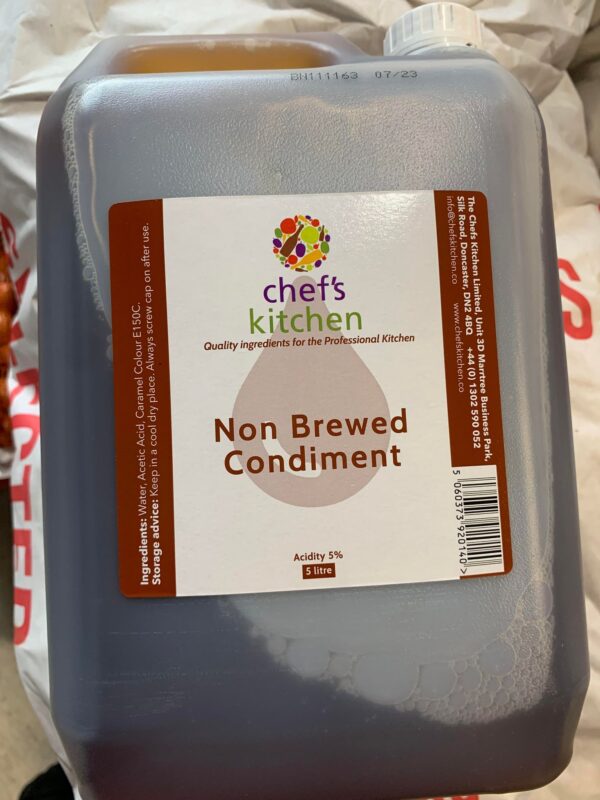 BN111163 07/23
chef's
kitchen
Quality ingredients for the Professional Kitchen
Non Brewed
Condiment
Acidity 5%
5 litre
Ingredients: Water, Acetic Acid, Caramel Colour E150C.
Storage advice: Keep in a cool dry place. Always screw cap on after use.
The Chefs Kitchen Limited, Unit 3D Marrtree Business Park,
Silk Road, Doncaster, DN2 4BQ +44 (0) 1302 590 052
info@chefskitchen.co www.chefskitchen.co
5 060373 920140 >